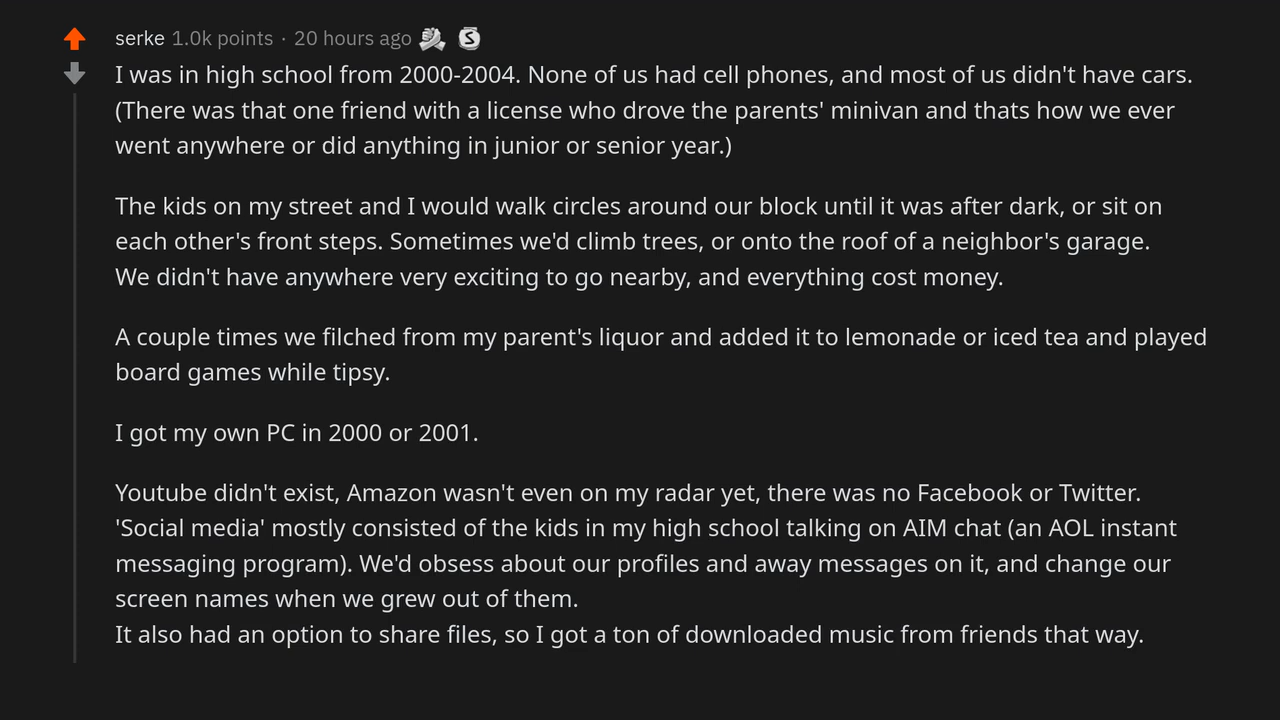 serke 1.0k points · 20 hours ago S
I was in high school from 2000-2004. None of us had cell phones, and most of us didn't have cars.
(There was that one friend with a license who drove the parents' minivan and thats how we ever
went anywhere or did anything in junior or senior year.)
The kids on my street and I would walk circles around our block until it was after dark, or sit on
each other's front steps. Sometimes we'd climb trees, or onto the roof of a neighbor's garage.
We didn't have anywhere very exciting to go nearby, and everything cost money.
A couple times we filched from my parent's liquor and added it to lemonade or iced tea and played
board games while tipsy.
I got my own PC in 2000 or 2001.
Youtube didn't exist, Amazon wasn't even on my radar yet, there was no Facebook or Twitter.
'Social media' mostly consisted of the kids in my high school talking on AIM chat (an AOL instant
messaging program). We'd obsess about our profiles and away messages on it, and change our
screen names when we grew out of them.
It also had an option to share files, so I got a ton of downloaded music from friends that way.